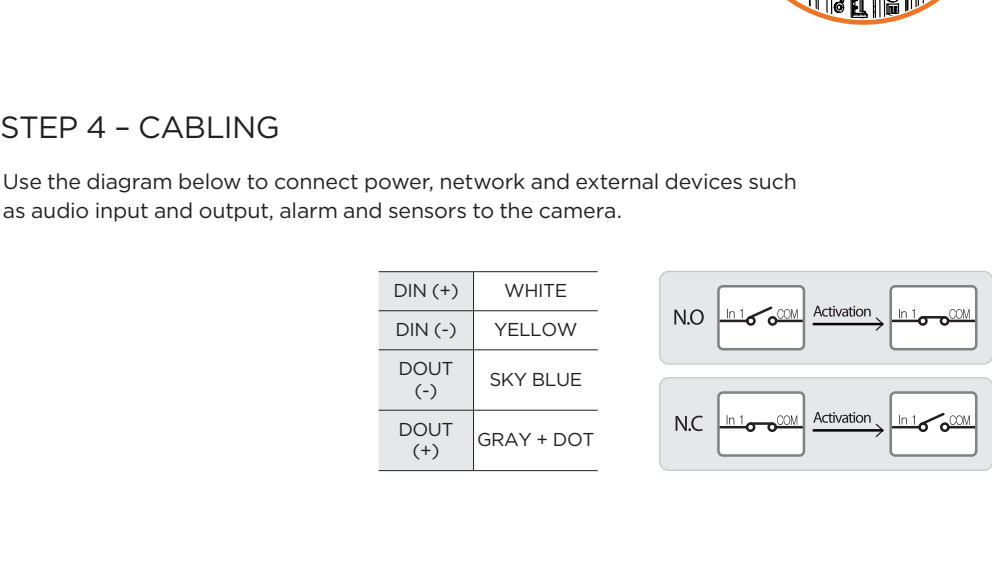 STEP 4 – CABLING
Use the diagram below to connect power, network and external devices such
as audio input and output, alarm and sensors to the camera.
DIN (+) WHITE
DIN (-) YELLOW
DOUT
(-) SKY BLUE
DOUT
(+) GRAY + DOT
N.O In 1 COM Activation In 1 COM
N.C In 1 COM Activation In 1 COM